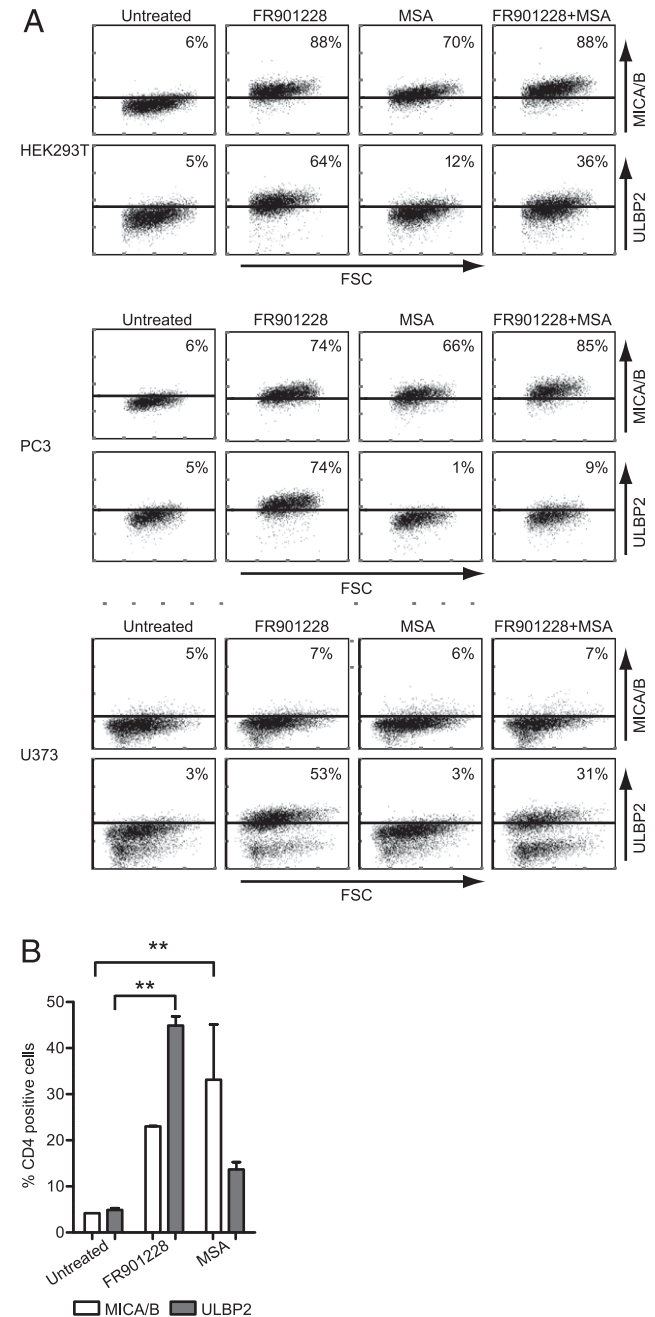 A
Untreated FR901228 MSA FR901228+MSA
6% 88% 70% 88%
MICA/B
HEK293T
5% 64% 12% 36%
ULBP2
FSC
Untreated FR901228 MSA FR901228+MSA
6% 74% 66% 85%
MICA/B
PC3
5% 74% 1% 9%
ULBP2
FSC
Untreated FR901228 MSA FR901228+MSA
5% 7% 6% 7%
MICA/B
U373
3% 53% 3% 31%
ULBP2
FSC
B
**
**
50
40
30
20
10
0
% CD4 positive cells
Untreated FR901228 MSA
MICA/B ULBP2